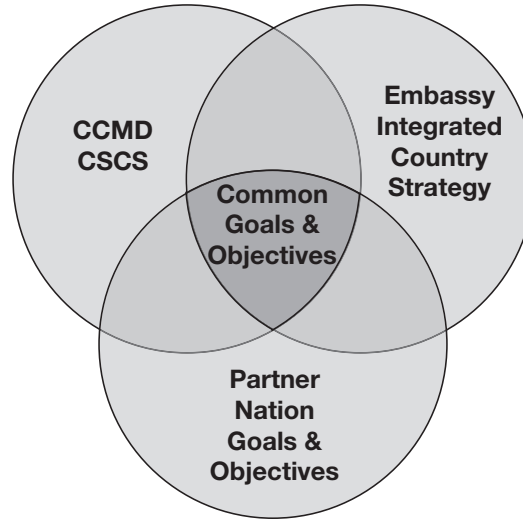 CCMD
CSCS
Embassy
Integrated
Country
Strategy
Common
Goals &
Objectives
Partner
Nation
Goals &
Objectives